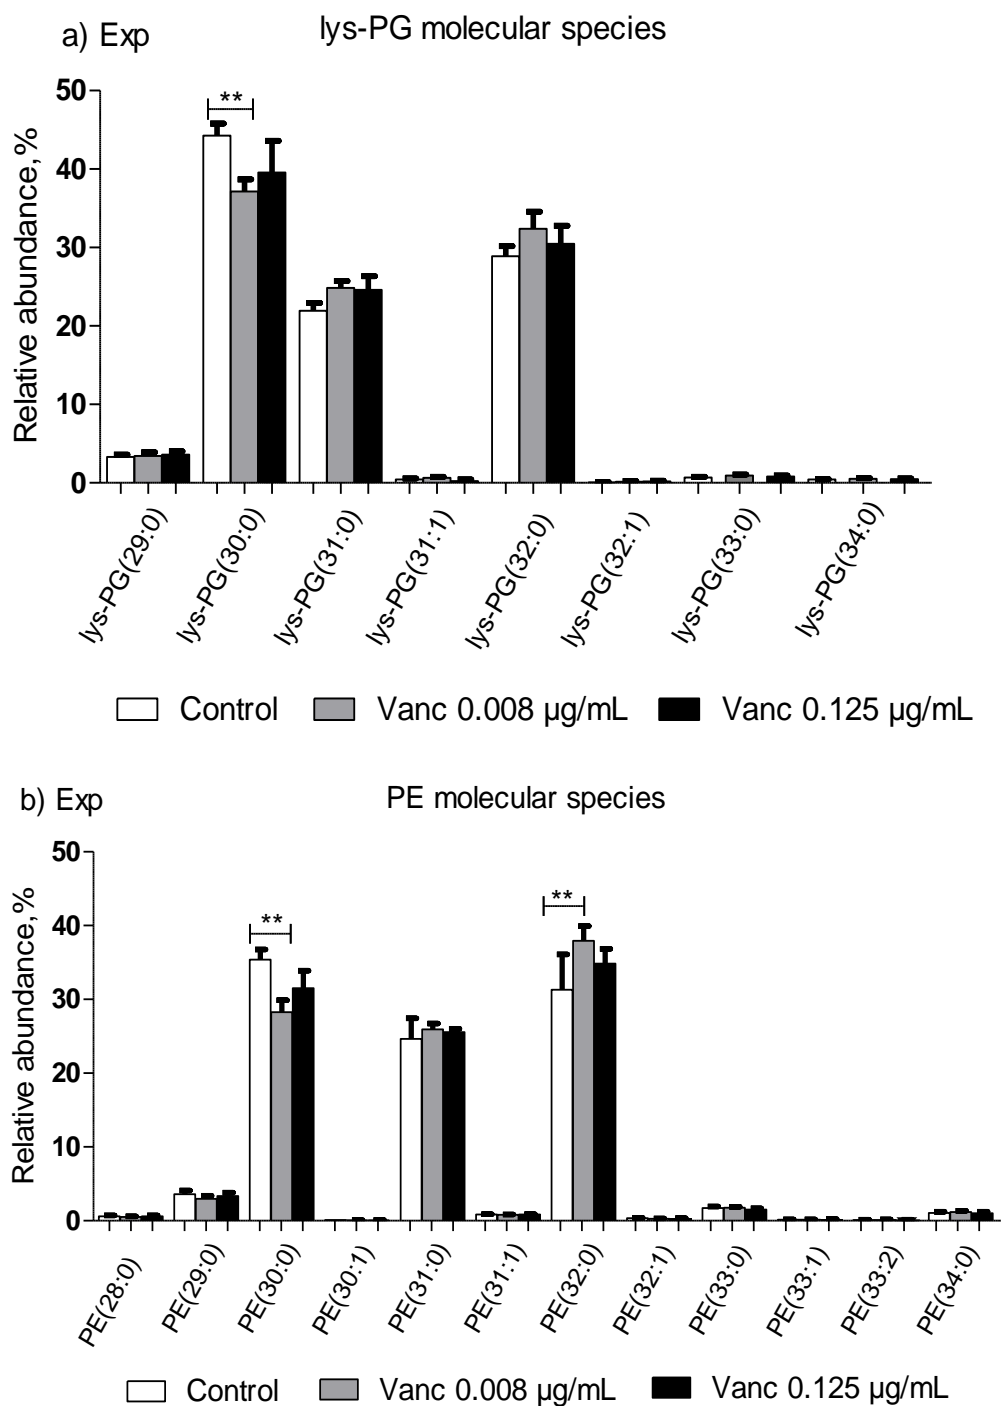 a) Exp
lys-PG molecular species
Relative abundance,%
50
40
30
20
10
0
**
lys-PG(29:0)
lys-PG(30:0)
lys-PG(31:0)
lys-PG(31:1)
lys-PG(32:0)
lys-PG(32:1)
lys-PG(33:0)
lys-PG(34:0)
Control Vanc 0.008 µg/mL Vanc 0.125 µg/mL
b) Exp
PE molecular species
Relative abundance,%
50
40
30
20
10
0
**
**
PE(28:0)
PE(29:0)
PE(30:0)
PE(30:1)
PE(31:0)
PE(31:1)
PE(32:0)
PE(32:1)
PE(33:0)
PE(33:1)
PE(33:2)
PE(34:0)
Control Vanc 0.008 µg/mL Vanc 0.125 µg/mL